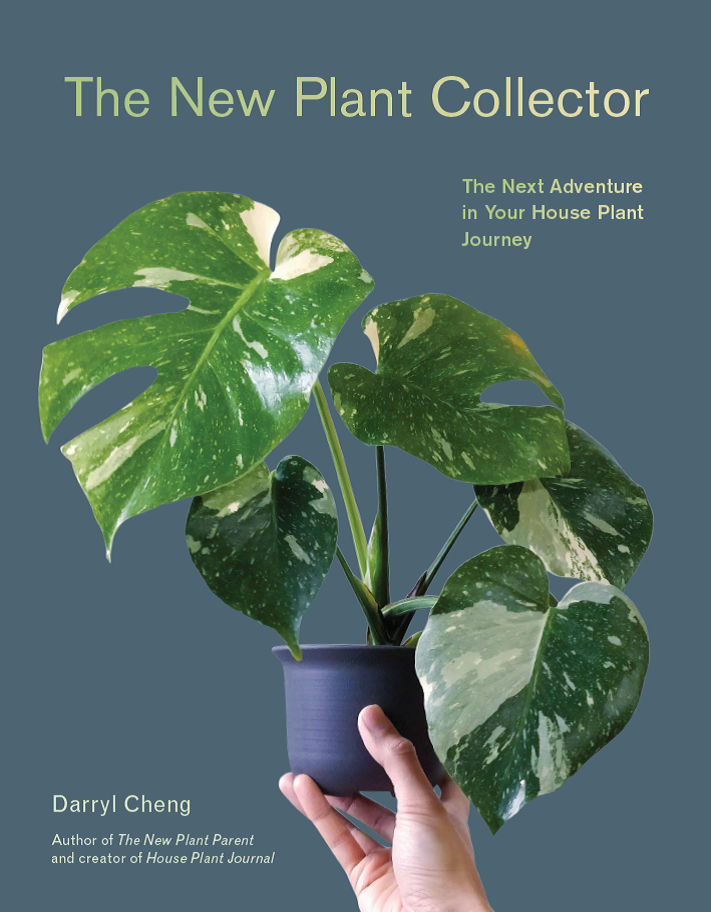 The New Plant Collector
The Next Adventure
in Your House Plant
Journey
Darryl Cheng
Author of The New Plant Parent
and creator of House Plant Journal